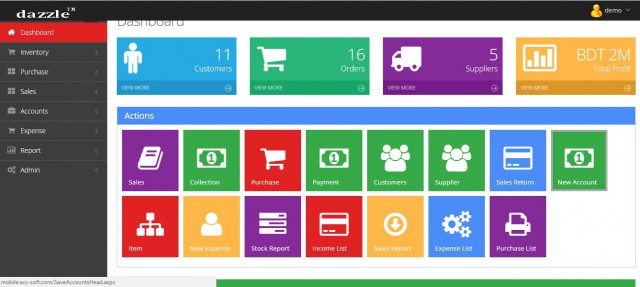 dazzle™
demo
Dashboard
Dashboard
Inventory
Purchase
Sales
Accounts
Expense
Report
Admin
11
Customers
VIEW MORE
16
Orders
VIEW MORE
5
Suppliers
VIEW MORE
BDT 2M
Total Profit
VIEW MORE
Actions
Sales
Collection
Purchase
Payment
Customers
Supplier
Sales Return
New Account
Item
New Expense
Stock Report
Income List
Sales Report
Expense List
Purchase List
mobile.acs-soft.com/SaveAccountsHead.aspx